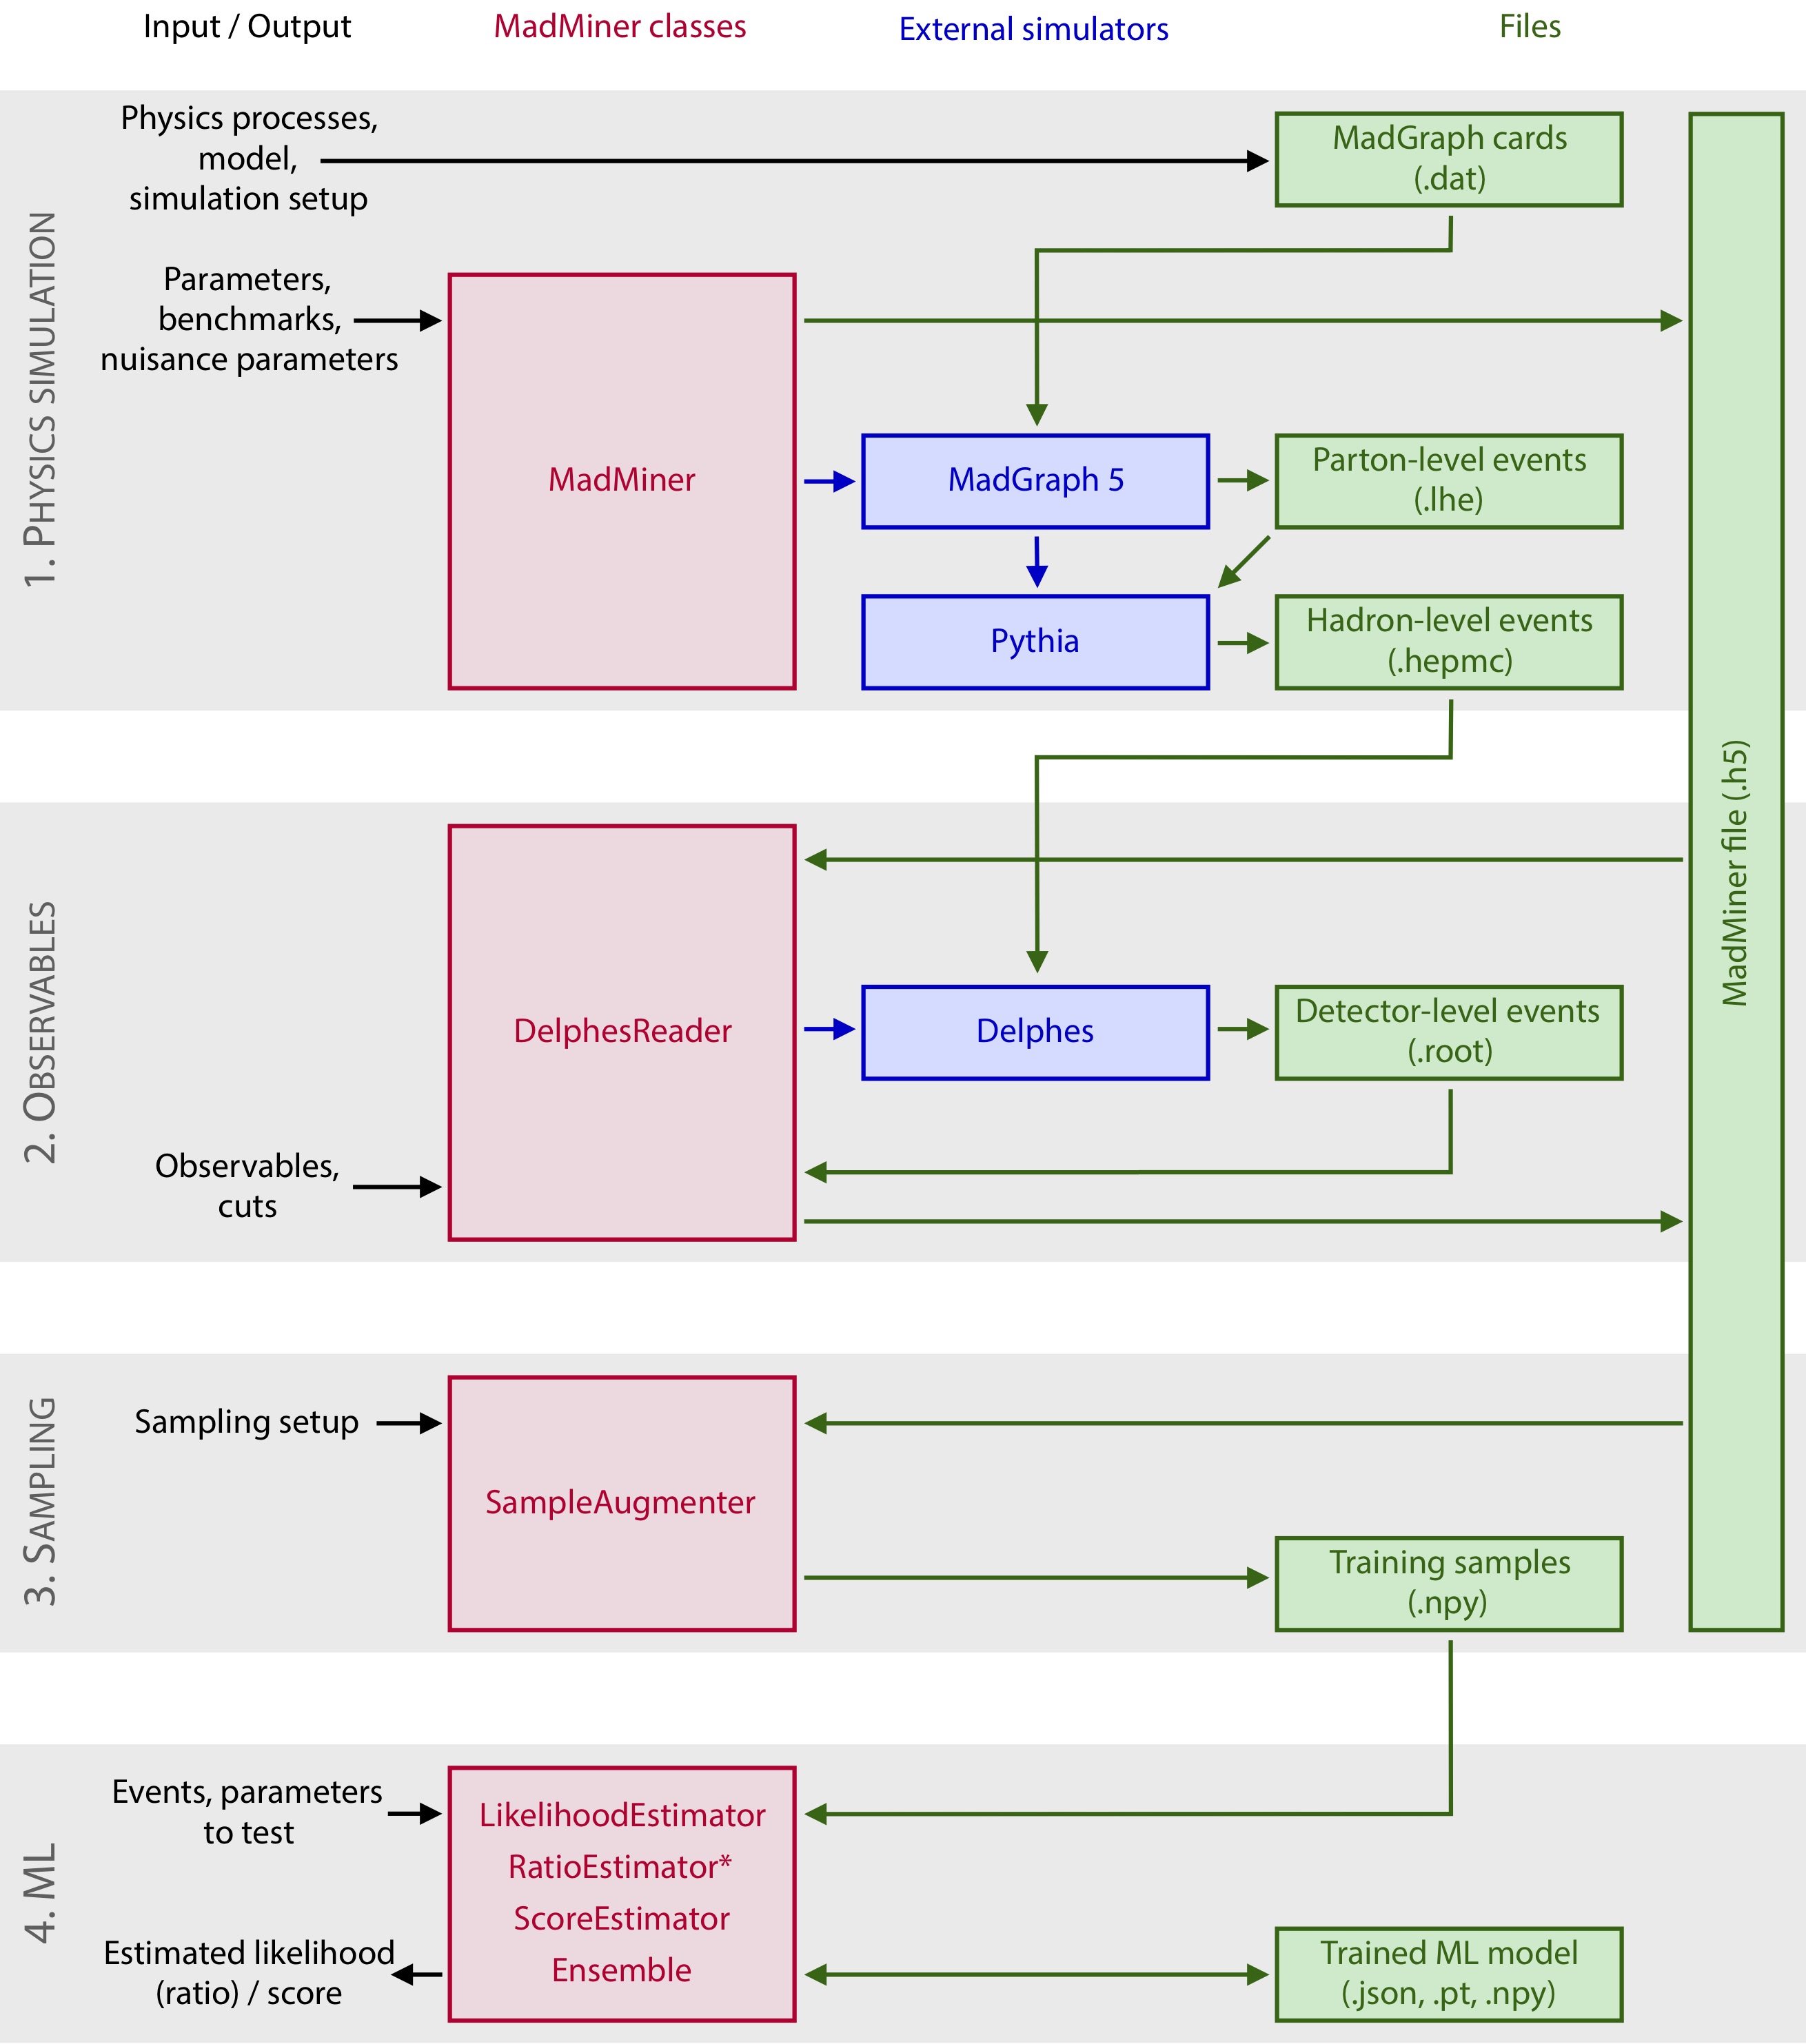 Input / Output
MadMiner classes
External simulators
Files
1. PHYSICS SIMULATION
Physics processes,
model,
simulation setup
MadGraph cards
(.dat)
Parameters,
benchmarks,
nuisance parameters
MadMiner
MadGraph 5
Parton-level events
(.lhe)
Pythia
Hadron-level events
(.hepmc)
MadMiner file (.h5)
2. OBSERVABLES
DelphesReader
Delphes
Detector-level events
(.root)
Observables,
cuts
3. SAMPLING
Sampling setup
SampleAugmenter
Training samples
(.npy)
4. ML
Events, parameters
to test
LikelihoodEstimator
RatioEstimator*
ScoreEstimator
Ensemble
Estimated likelihood
(ratio) / score
Trained ML model
(.json, .pt, .npy)